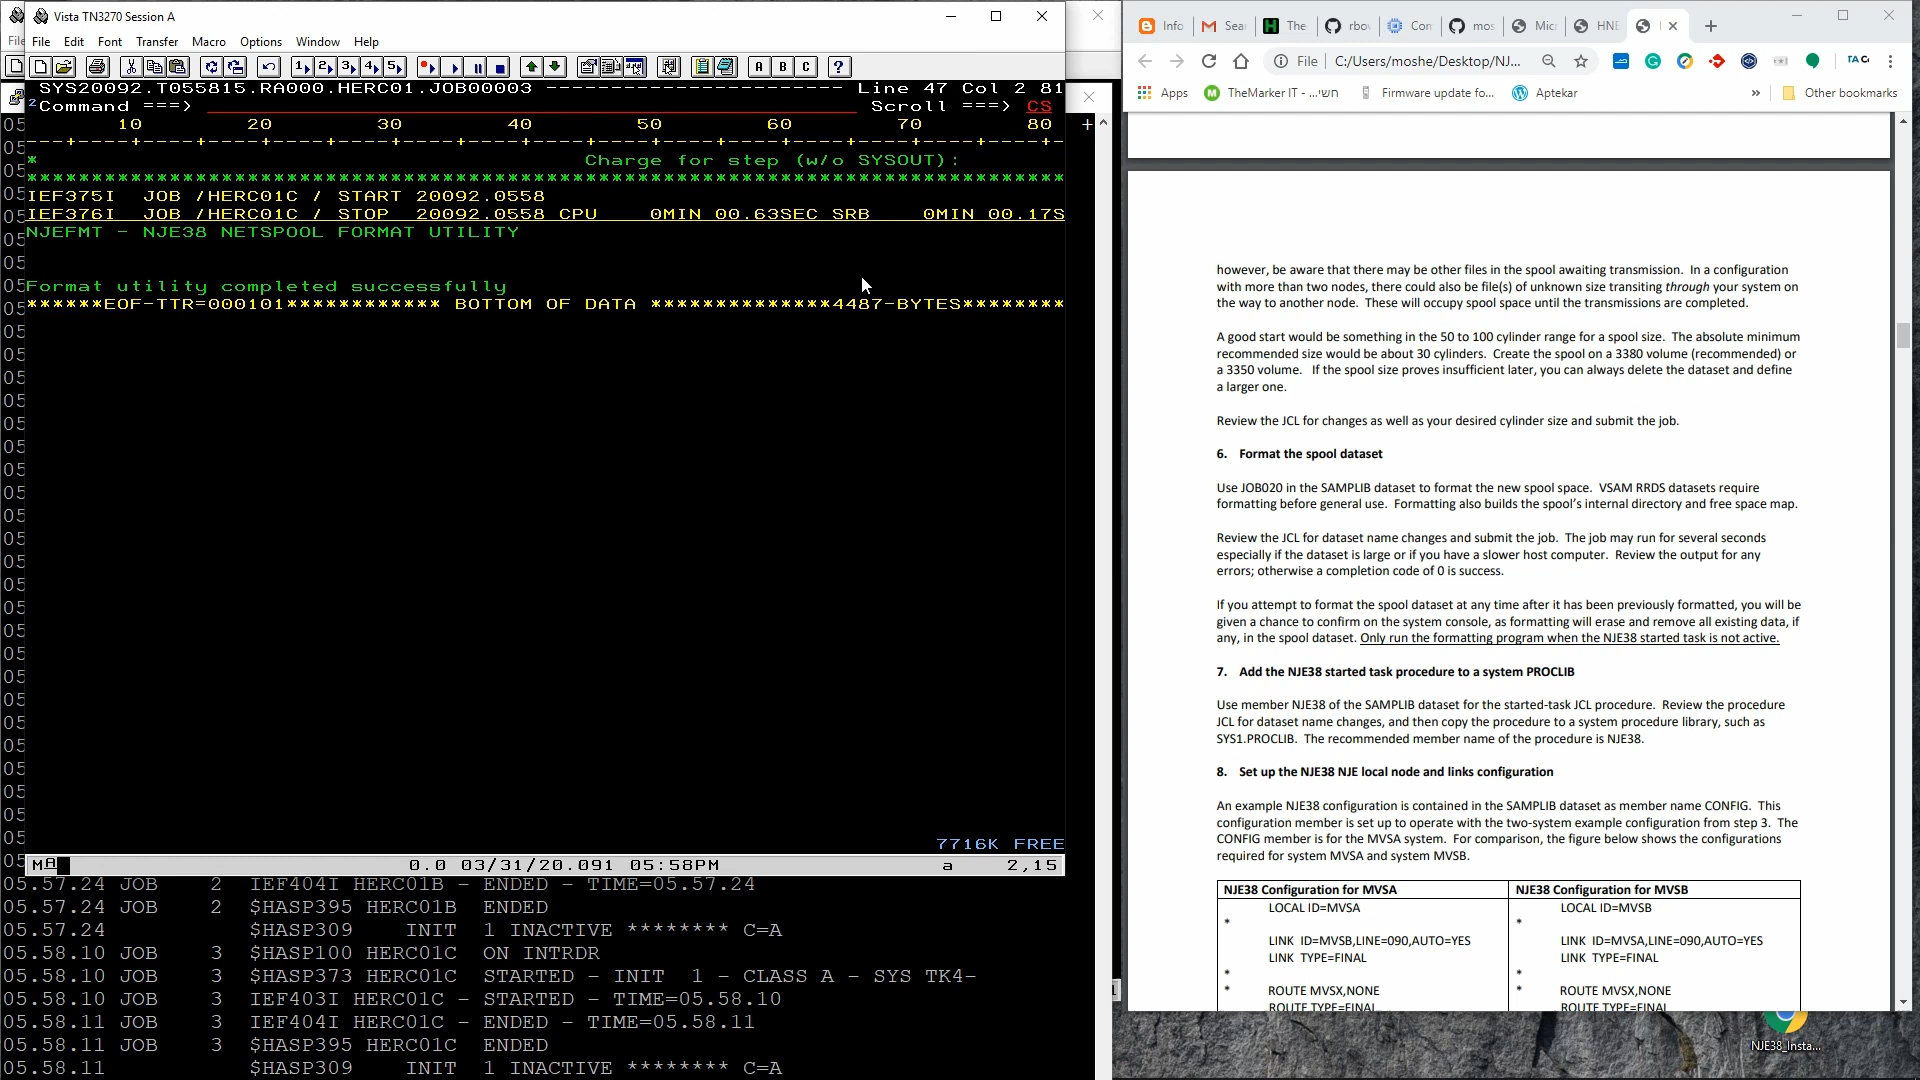 Vista TN3270 Session A
File Edit Font Transfer Macro Options Window Help
SYS20092.T055815.RA000.HERC01.JOB00003 ----------------------- Line 47 Col 2 81
Command ===> Scroll ===> CS
10 20 30 40 50 60 70 80
* Charge for step (w/o SYSOUT):
IEF375I JOB /HERC01C / START 20092.0558
IEF376I JOB /HERC01C / STOP 20092.0558 CPU 0MIN 00.63SEC SRB 0MIN 00.17S
NJEFMT - NJE38 NETSPOOL FORMAT UTILITY
Format utility completed successfully
******EOF-TTR=000101************ BOTTOM OF DATA **************4487-BYTES********
7716K FREE
MA 0.0 03/31/20.091 05:58PM a 2,15
05.57.24 JOB 2 IEF404I HERC01B - ENDED - TIME=05.57.24
05.57.24 JOB 2 $HASP395 HERC01B ENDED
05.57.24 $HASP309 INIT 1 INACTIVE ******** C=A
05.58.10 JOB 3 $HASP100 HERC01C ON INTRDR
05.58.10 JOB 3 $HASP373 HERC01C STARTED - INIT 1 - CLASS A - SYS TK4-
05.58.10 JOB 3 IEF403I HERC01C - STARTED - TIME=05.58.10
05.58.11 JOB 3 IEF404I HERC01C - ENDED - TIME=05.58.11
05.58.11 JOB 3 $HASP395 HERC01C ENDED
05.58.11 $HASP309 INIT 1 INACTIVE ******** C=A
Info Sear The rbov Con mos Mic HNE
File C:/Users/moshe/Desktop/NJ...
Apps TheMarker IT - ...חשי Firmware update fo... Aptekar » Other bookmarks
however, be aware that there may be other files in the spool awaiting transmission. In a configuration
with more than two nodes, there could also be file(s) of unknown size transiting through your system on
the way to another node. These will occupy spool space until the transmissions are completed.
A good start would be something in the 50 to 100 cylinder range for a spool size. The absolute minimum
recommended size would be about 30 cylinders. Create the spool on a 3380 volume (recommended) or
a 3350 volume. If the spool size proves insufficient later, you can always delete the dataset and define
a larger one.
Review the JCL for changes as well as your desired cylinder size and submit the job.
6. Format the spool dataset
Use JOB020 in the SAMPLIB dataset to format the new spool space. VSAM RRDS datasets require
formatting before general use. Formatting also builds the spool’s internal directory and free space map.
Review the JCL for dataset name changes and submit the job. The job may run for several seconds
especially if the dataset is large or if you have a slower host computer. Review the output for any
errors; otherwise a completion code of 0 is success.
If you attempt to format the spool dataset at any time after it has been previously formatted, you will be
given a chance to confirm on the system console, as formatting will erase and remove all existing data, if
any, in the spool dataset. Only run the formatting program when the NJE38 started task is not active.
7. Add the NJE38 started task procedure to a system PROCLIB
Use member NJE38 of the SAMPLIB dataset for the started-task JCL procedure. Review the procedure
JCL for dataset name changes, and then copy the procedure to a system procedure library, such as
SYS1.PROCLIB. The recommended member name of the procedure is NJE38.
8. Set up the NJE38 NJE local node and links configuration
An example NJE38 configuration is contained in the SAMPLIB dataset as member name CONFIG. This
configuration member is set up to operate with the two-system example configuration from step 3. The
CONFIG member is for the MVSA system. For comparison, the figure below shows the configurations
required for system MVSA and system MVSB.
NJE38 Configuration for MVSA NJE38 Configuration for MVSB
LOCAL ID=MVSA LOCAL ID=MVSB
* *
LINK ID=MVSB,LINE=090,AUTO=YES LINK ID=MVSA,LINE=090,AUTO=YES
LINK TYPE=FINAL LINK TYPE=FINAL
* *
* ROUTE MVSX,NONE * ROUTE MVSX,NONE
ROUTE TYPE=FINAL ROUTE TYPE=FINAL
NJE38_Insta...